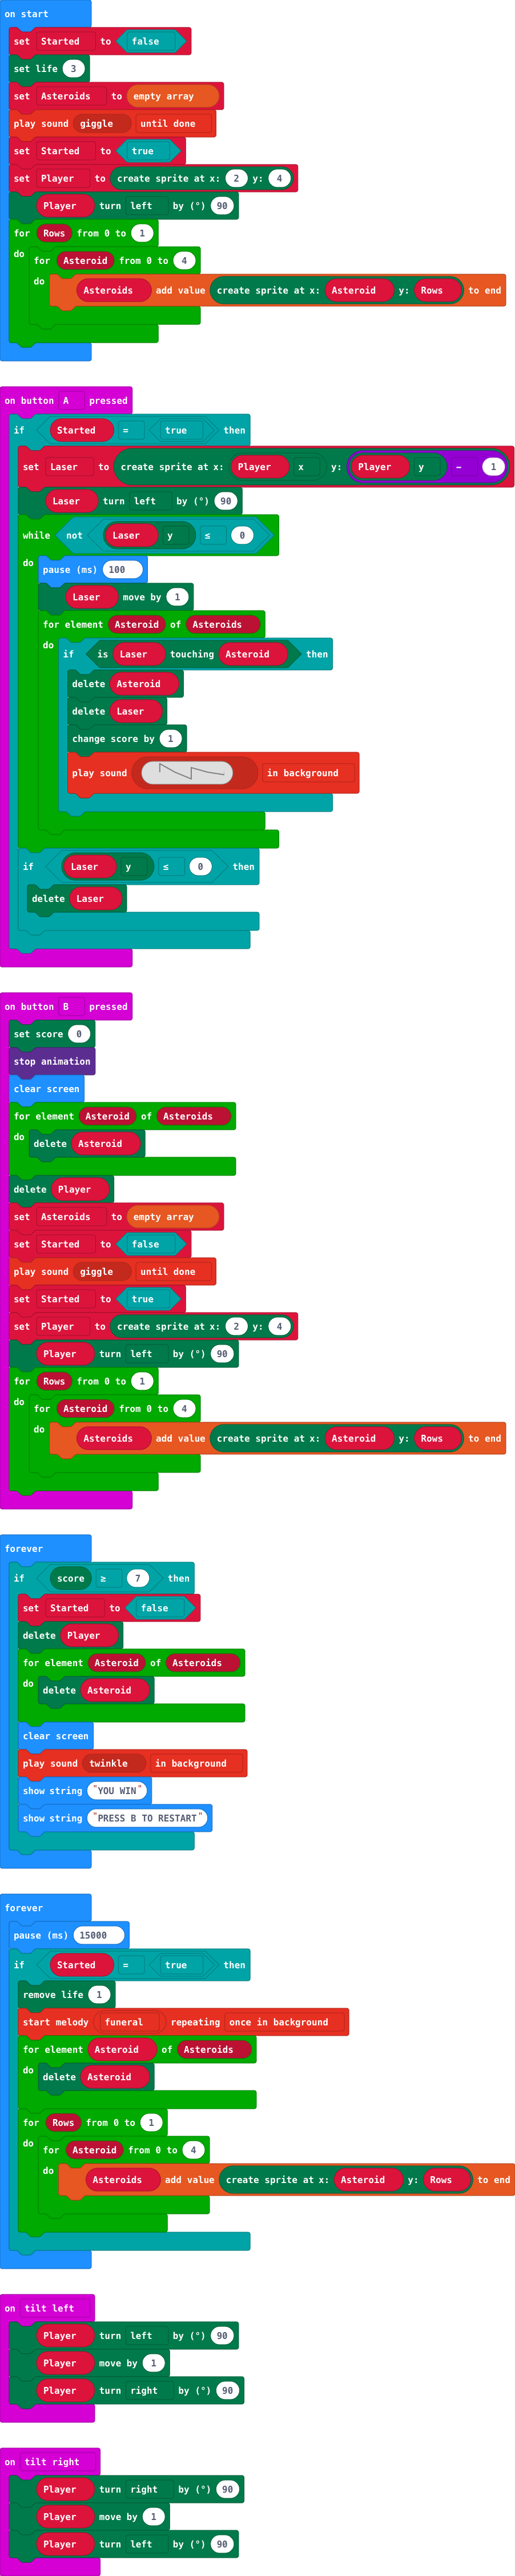 on start
set Started to false
set life 3
set Asteroids to empty array
play sound giggle until done
set Started to true
set Player to create sprite at x: 2 y: 4
Player turn left by (°) 90
for Rows from 0 to 1
do for Asteroid from 0 to 4
do Asteroids add value create sprite at x: Asteroid y: Rows to end
on button A pressed
if Started = true then
set Laser to create sprite at x: Player x y: Player y - 1
Laser turn left by (°) 90
while not Laser y ≤ 0
do pause (ms) 100
Laser move by 1
for element Asteroid of Asteroids
do if is Laser touching Asteroid then
delete Asteroid
delete Laser
change score by 1
play sound in background
if Laser y ≤ 0 then
delete Laser
on button B pressed
set score 0
stop animation
clear screen
for element Asteroid of Asteroids
do delete Asteroid
delete Player
set Asteroids to empty array
set Started to false
play sound giggle until done
set Started to true
set Player to create sprite at x: 2 y: 4
Player turn left by (°) 90
for Rows from 0 to 1
do for Asteroid from 0 to 4
do Asteroids add value create sprite at x: Asteroid y: Rows to end
forever
if score ≥ 7 then
set Started to false
delete Player
for element Asteroid of Asteroids
do delete Asteroid
clear screen
play sound twinkle in background
show string "YOU WIN"
show string "PRESS B TO RESTART"
forever
pause (ms) 15000
if Started = true then
remove life 1
start melody funeral repeating once in background
for element Asteroid of Asteroids
do delete Asteroid
for Rows from 0 to 1
do for Asteroid from 0 to 4
do Asteroids add value create sprite at x: Asteroid y: Rows to end
on tilt left
Player turn left by (°) 90
Player move by 1
Player turn right by (°) 90
on tilt right
Player turn right by (°) 90
Player move by 1
Player turn left by (°) 90